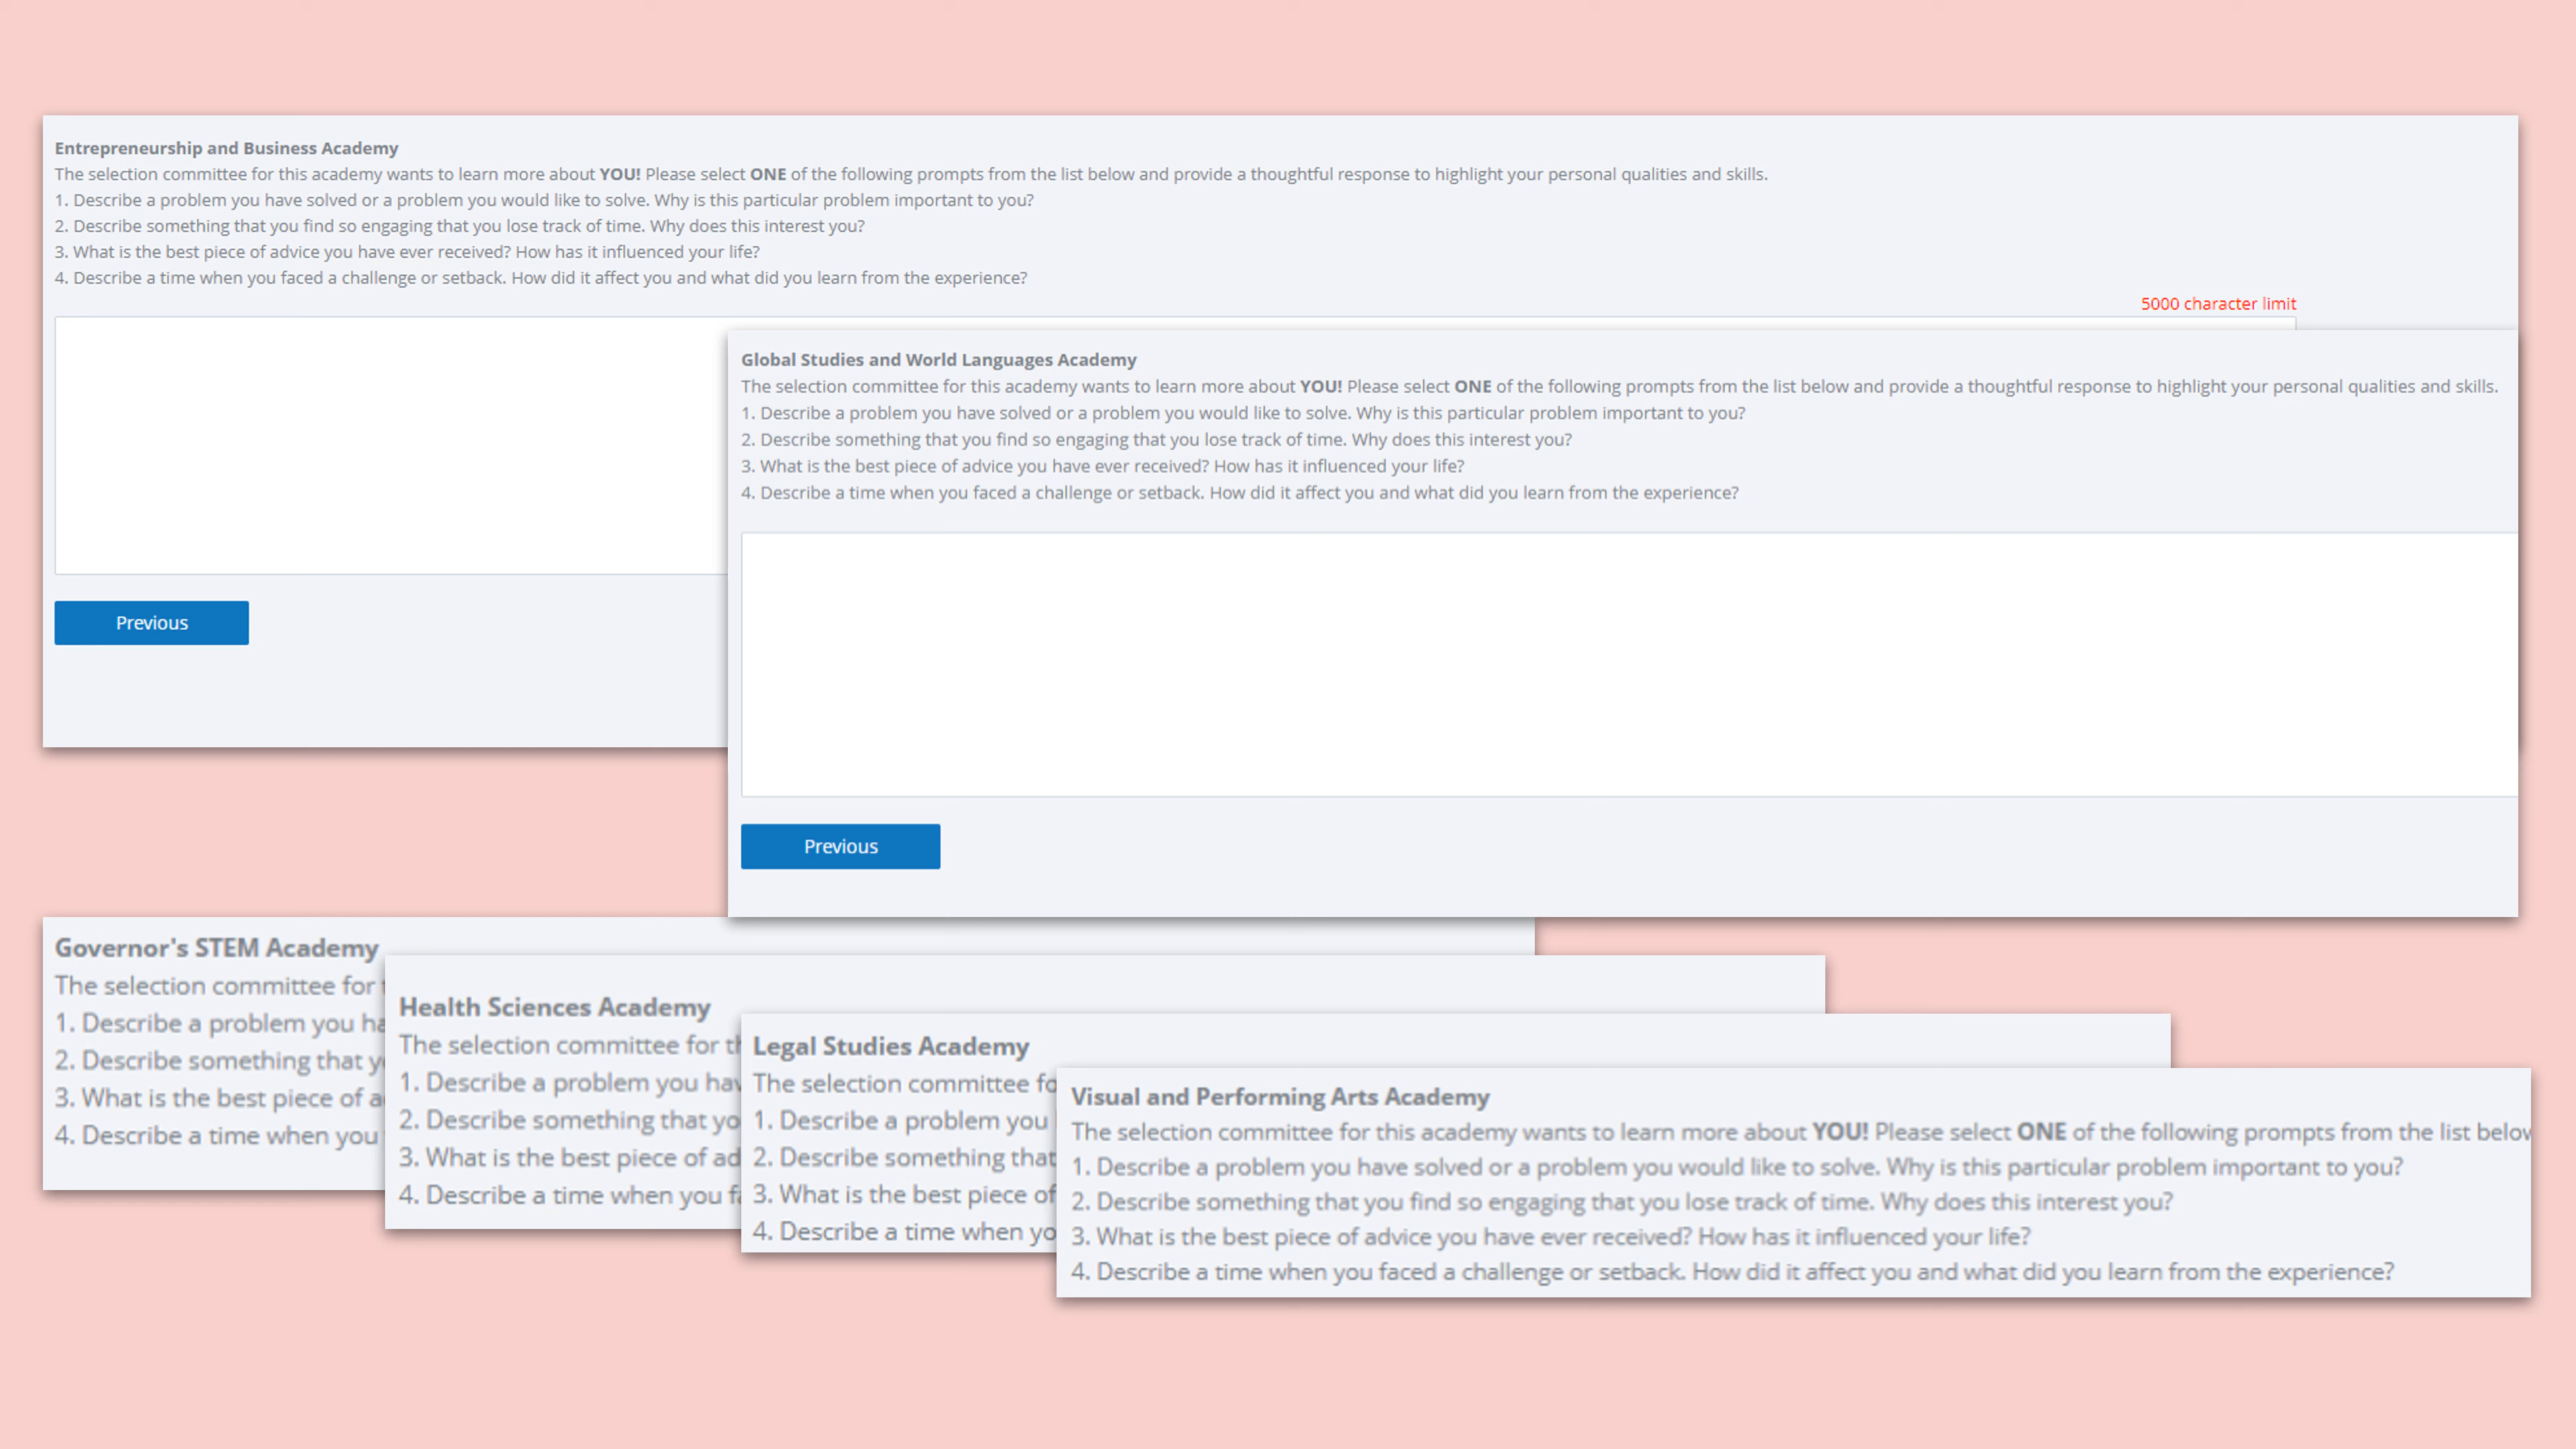 Entrepreneurship and Business Academy
The selection committee for this academy wants to learn more about YOU! Please select ONE of the following prompts from the list below and provide a thoughtful response to highlight your personal qualities and skills.
1. Describe a problem you have solved or a problem you would like to solve. Why is this particular problem important to you?
2. Describe something that you find so engaging that you lose track of time. Why does this interest you?
3. What is the best piece of advice you have ever received? How has it influenced your life?
4. Describe a time when you faced a challenge or setback. How did it affect you and what did you learn from the experience?
5000 character limit
Previous
Global Studies and World Languages Academy
The selection committee for this academy wants to learn more about YOU! Please select ONE of the following prompts from the list below and provide a thoughtful response to highlight your personal qualities and skills.
1. Describe a problem you have solved or a problem you would like to solve. Why is this particular problem important to you?
2. Describe something that you find so engaging that you lose track of time. Why does this interest you?
3. What is the best piece of advice you have ever received? How has it influenced your life?
4. Describe a time when you faced a challenge or setback. How did it affect you and what did you learn from the experience?
Previous
Governor's STEM Academy
The selection committee for
1. Describe a problem you
2. Describe something that
3. What is the best piece of
4. Describe a time when you
Health Sciences Academy
The selection committee for
1. Describe a problem you
2. Describe something that
3. What is the best piece of
4. Describe a time when you
Legal Studies Academy
The selection committee
1. Describe a problem you
2. Describe something that
3. What is the best piece of
4. Describe a time when
Visual and Performing Arts Academy
The selection committee for this academy wants to learn more about YOU! Please select ONE of the following prompts from the list below
1. Describe a problem you have solved or a problem you would like to solve. Why is this particular problem important to you?
2. Describe something that you find so engaging that you lose track of time. Why does this interest you?
3. What is the best piece of advice you have ever received? How has it influenced your life?
4. Describe a time when you faced a challenge or setback. How did it affect you and what did you learn from the experience?